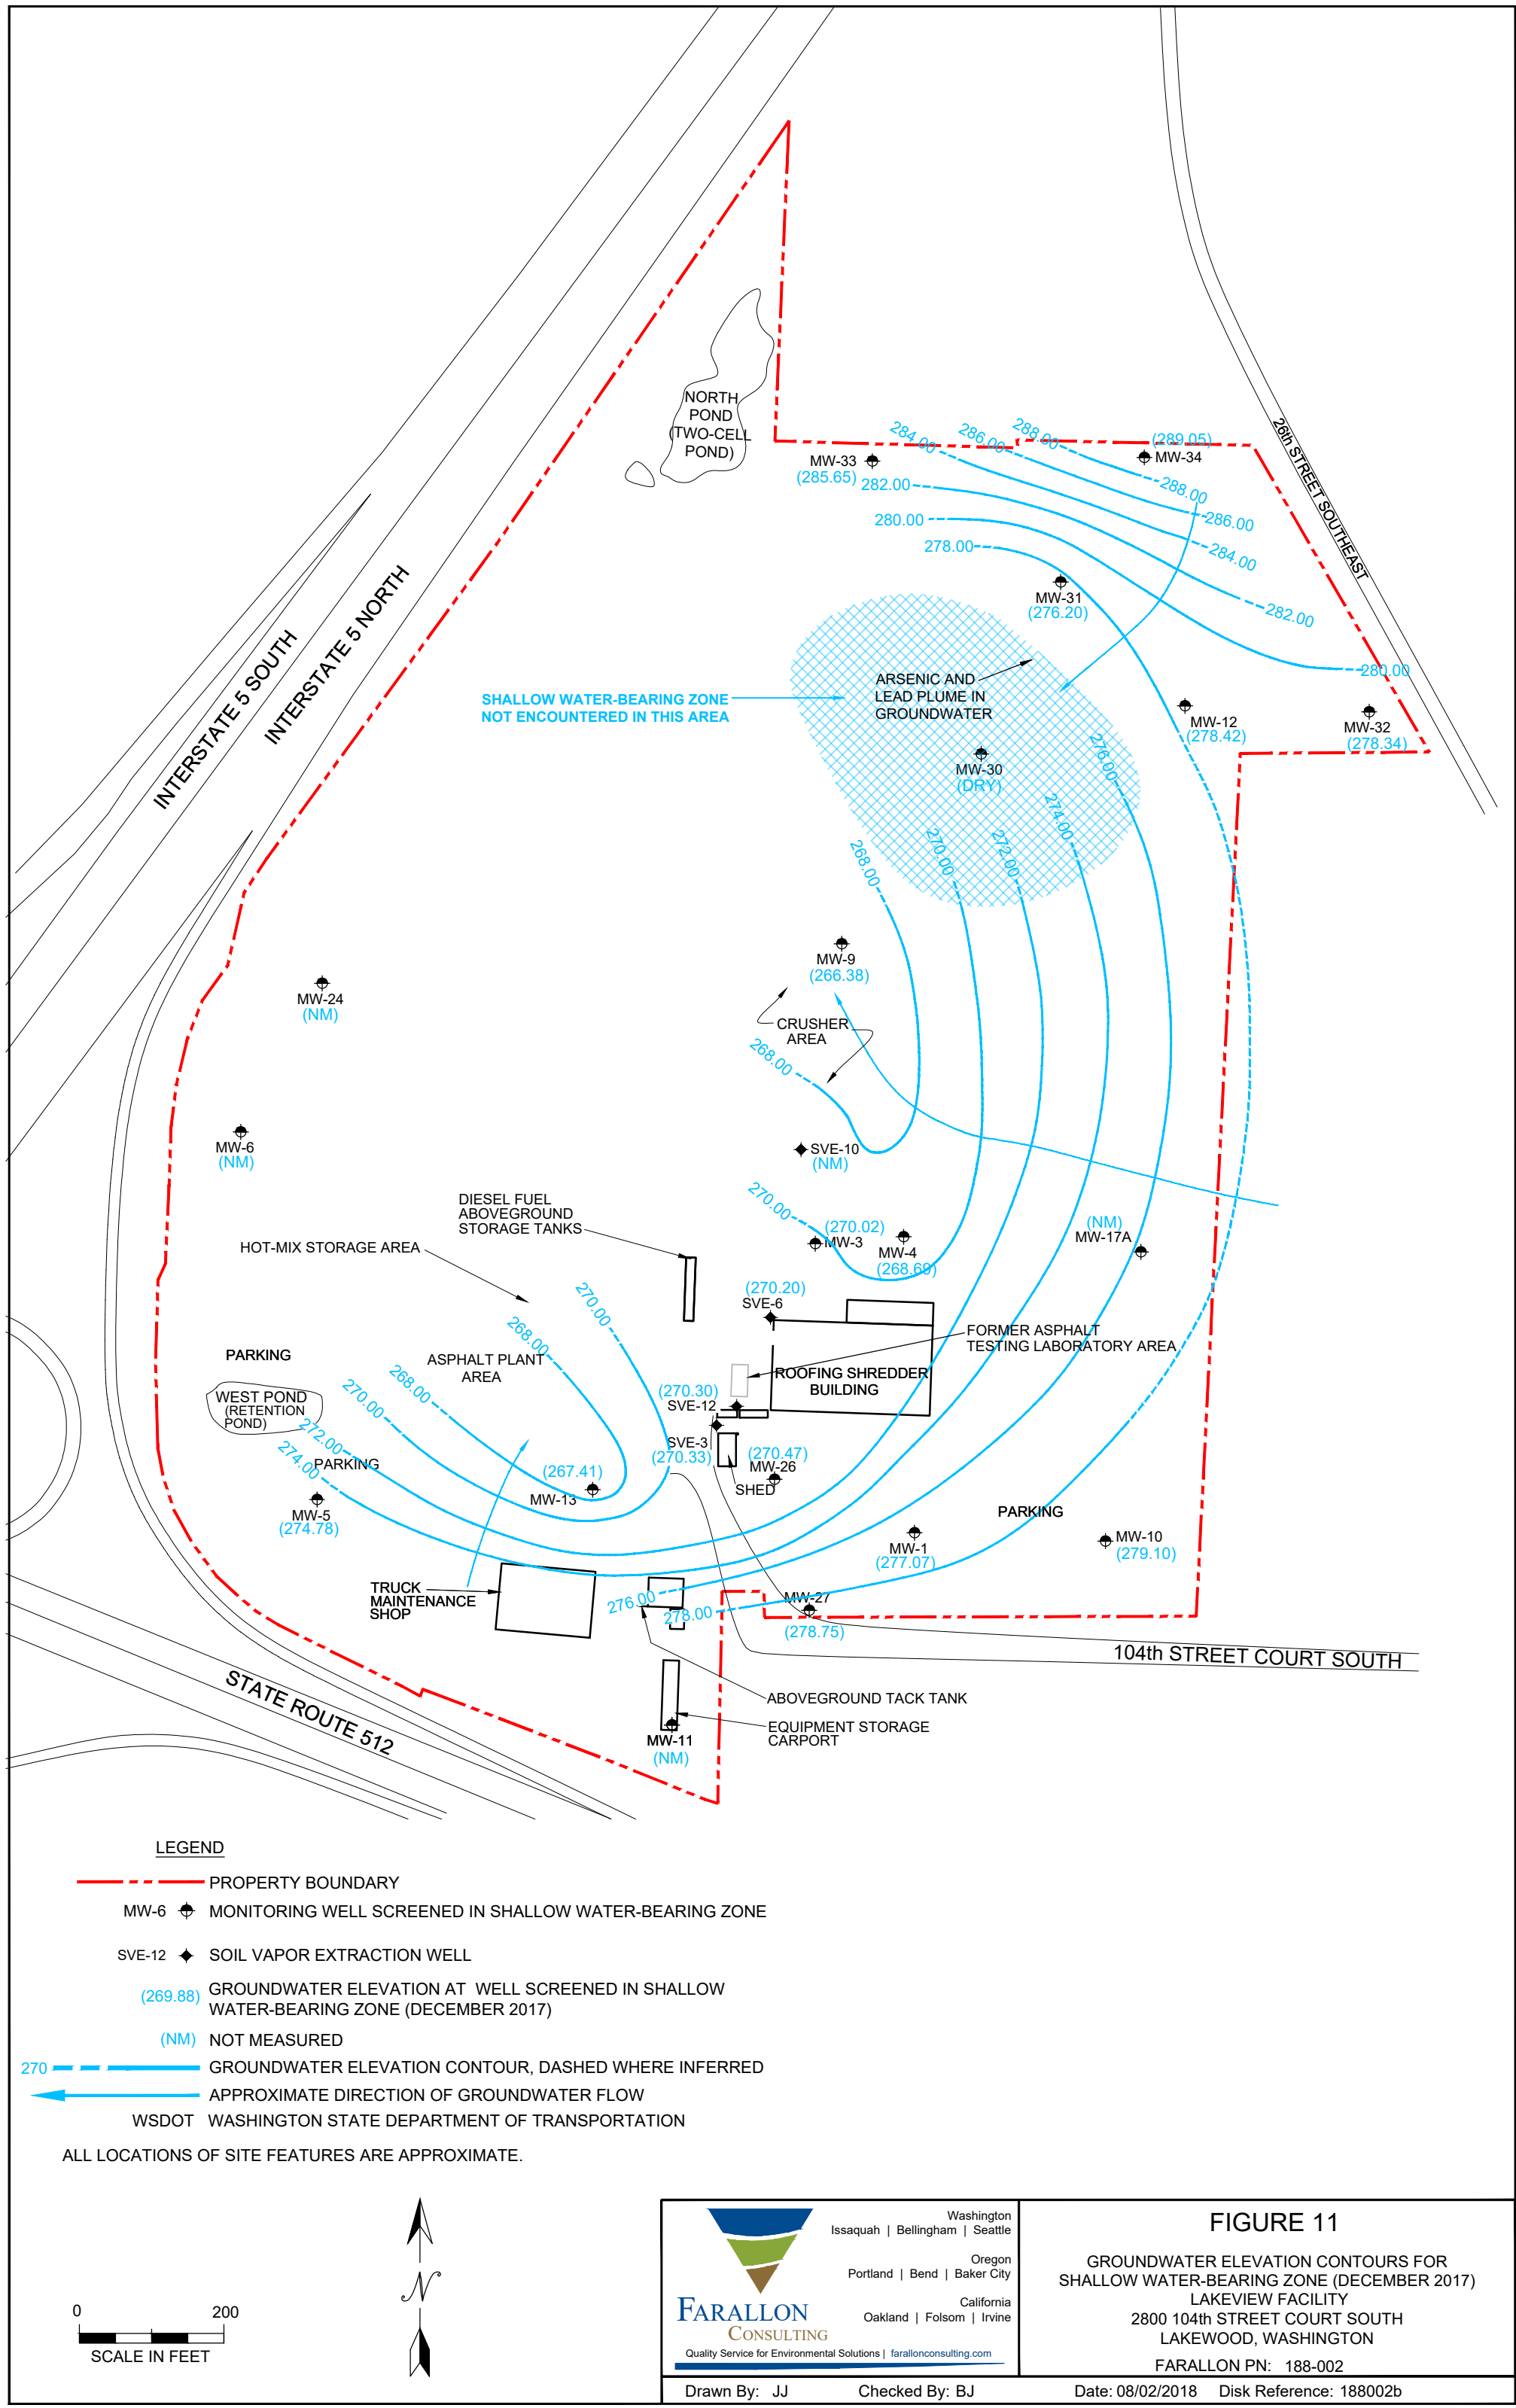 NORTH
POND
(TWO-CELL
POND)
INTERSTATE 5 SOUTH
INTERSTATE 5 NORTH
26th STREET SOUTHEAST
284.00
286.00
288.00
(289.05)
MW-34
MW-33
(285.65)
282.00
280.00
278.00
288.00
286.00
284.00
282.00
280.00
MW-31
(276.20)
SHALLOW WATER-BEARING ZONE
NOT ENCOUNTERED IN THIS AREA
ARSENIC AND
LEAD PLUME IN
GROUNDWATER
MW-12
(278.42)
MW-32
(278.34)
MW-30
(DRY)
276.00
274.00
272.00
270.00
268.00
MW-9
(266.38)
MW-24
(NM)
CRUSHER
AREA
268.00
MW-6
(NM)
SVE-10
(NM)
DIESEL FUEL
ABOVEGROUND
STORAGE TANKS
HOT-MIX STORAGE AREA
270.00
(270.02)
MW-3
MW-4
(268.69)
(NM)
MW-17A
270.00
268.00
(270.20)
SVE-6
FORMER ASPHALT
TESTING LABORATORY AREA
PARKING
ASPHALT PLANT
AREA
ROOFING SHREDDER
BUILDING
WEST POND
(RETENTION
POND)
268.00
270.00
272.00
274.00
PARKING
(270.30)
SVE-12
SVE-3
(270.33)
(270.47)
MW-26
SHED
(267.41)
MW-13
MW-5
(274.78)
PARKING
MW-1
(277.07)
MW-10
(279.10)
TRUCK
MAINTENANCE
SHOP
276.00
278.00
MW-27
(278.75)
104th STREET COURT SOUTH
STATE ROUTE 512
ABOVEGROUND TACK TANK
EQUIPMENT STORAGE
CARPORT
MW-11
(NM)
LEGEND
PROPERTY BOUNDARY
MW-6 MONITORING WELL SCREENED IN SHALLOW WATER-BEARING ZONE
SVE-12 SOIL VAPOR EXTRACTION WELL
(269.88) GROUNDWATER ELEVATION AT WELL SCREENED IN SHALLOW
WATER-BEARING ZONE (DECEMBER 2017)
(NM) NOT MEASURED
270 GROUNDWATER ELEVATION CONTOUR, DASHED WHERE INFERRED
APPROXIMATE DIRECTION OF GROUNDWATER FLOW
WSDOT WASHINGTON STATE DEPARTMENT OF TRANSPORTATION
ALL LOCATIONS OF SITE FEATURES ARE APPROXIMATE.
0 200
SCALE IN FEET
N
Washington
Issaquah | Bellingham | Seattle
Oregon
Portland | Bend | Baker City
California
Oakland | Folsom | Irvine
FARALLON
CONSULTING
Quality Service for Environmental Solutions | farallonconsulting.com
FIGURE 11
GROUNDWATER ELEVATION CONTOURS FOR
SHALLOW WATER-BEARING ZONE (DECEMBER 2017)
LAKEVIEW FACILITY
2800 104th STREET COURT SOUTH
LAKEWOOD, WASHINGTON
FARALLON PN: 188-002
Drawn By: JJ Checked By: BJ Date: 08/02/2018 Disk Reference: 188002b